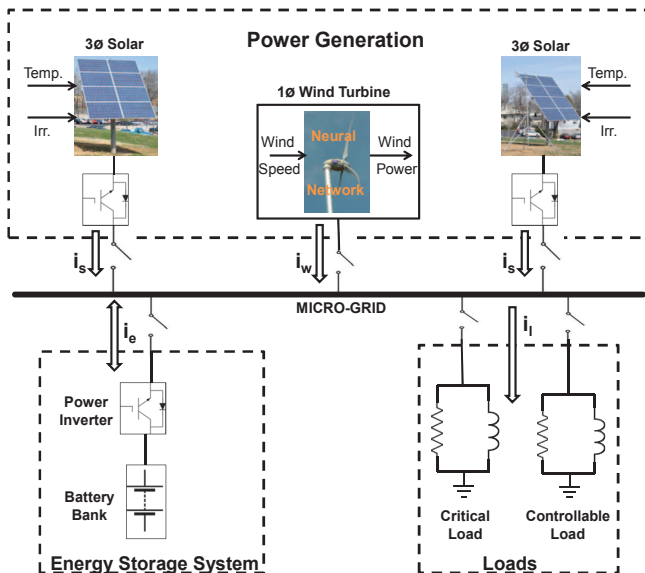 Power Generation
3Ø Solar
3Ø Solar
Temp.
Irr.
1Ø Wind Turbine
Wind
Speed
Neural
Network
Wind
Power
Temp.
Irr.
is
iw
is
MICRO-GRID
ie
il
Power
Inverter
Battery
Bank
Energy Storage System
Critical
Load
Controllable
Load
Loads